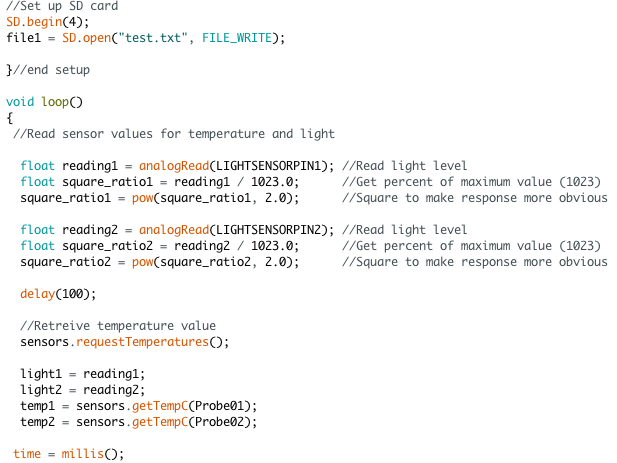 //Set up SD card
SD.begin(4);
file1 = SD.open("test.txt", FILE_WRITE);

}//end setup

void loop()
{
 //Read sensor values for temperature and light

  float reading1 = analogRead(LIGHTSENSORPIN1); //Read light level
  float square_ratio1 = reading1 / 1023.0;      //Get percent of maximum value (1023)
  square_ratio1 = pow(square_ratio1, 2.0);      //Square to make response more obvious

  float reading2 = analogRead(LIGHTSENSORPIN2); //Read light level
  float square_ratio2 = reading2 / 1023.0;      //Get percent of maximum value (1023)
  square_ratio2 = pow(square_ratio2, 2.0);      //Square to make response more obvious

  delay(100);

  //Retreive temperature value
  sensors.requestTemperatures();

  light1 = reading1;
  light2 = reading2;
  temp1 = sensors.getTempC(Probe01);
  temp2 = sensors.getTempC(Probe02);

 time = millis();